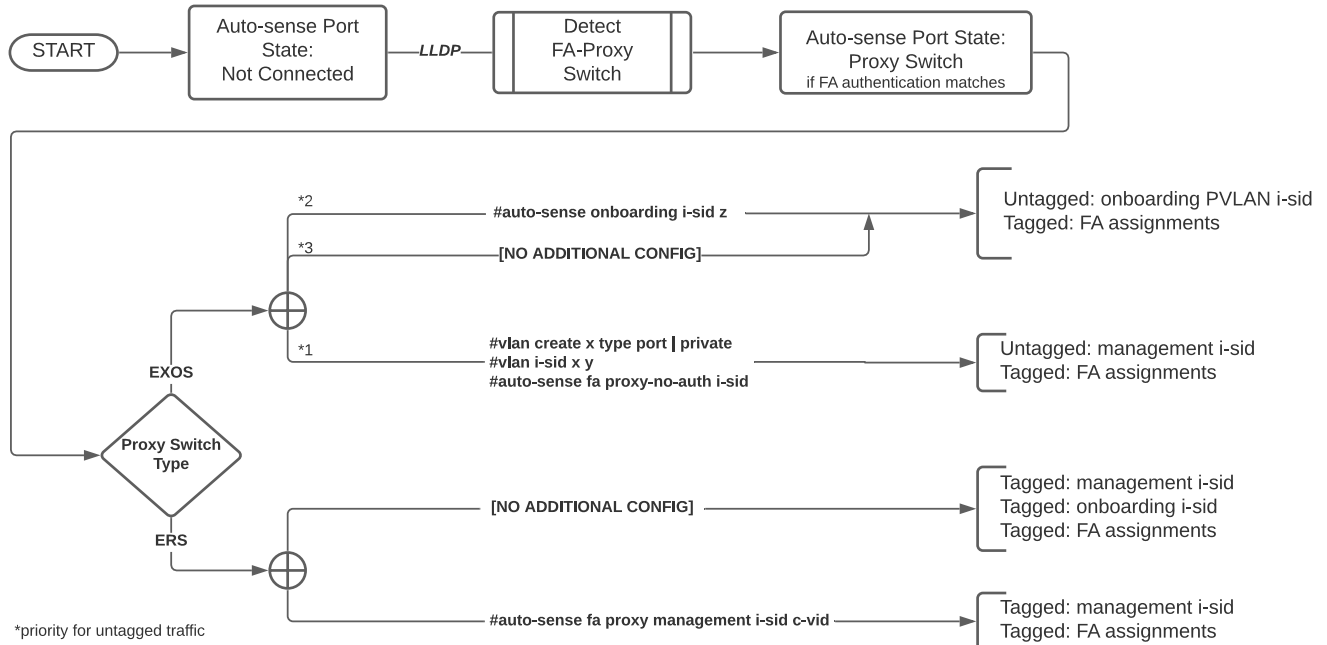 START
Auto-sense Port
State:
Not Connected
LLDP
Detect
FA-Proxy
Switch
Auto-sense Port State:
Proxy Switch
if FA authentication matches
*2
#auto-sense onboarding i-sid z
Untagged: onboarding PVLAN i-sid
Tagged: FA assignments
*3
[NO ADDITIONAL CONFIG]
*1
#vlan create x type port | private
#vlan i-sid x y
#auto-sense fa proxy-no-auth i-sid
Untagged: management i-sid
Tagged: FA assignments
EXOS
Proxy Switch
Type
ERS
[NO ADDITIONAL CONFIG]
Tagged: management i-sid
Tagged: onboarding i-sid
Tagged: FA assignments
#auto-sense fa proxy management i-sid c-vid
Tagged: management i-sid
Tagged: FA assignments
*priority for untagged traffic